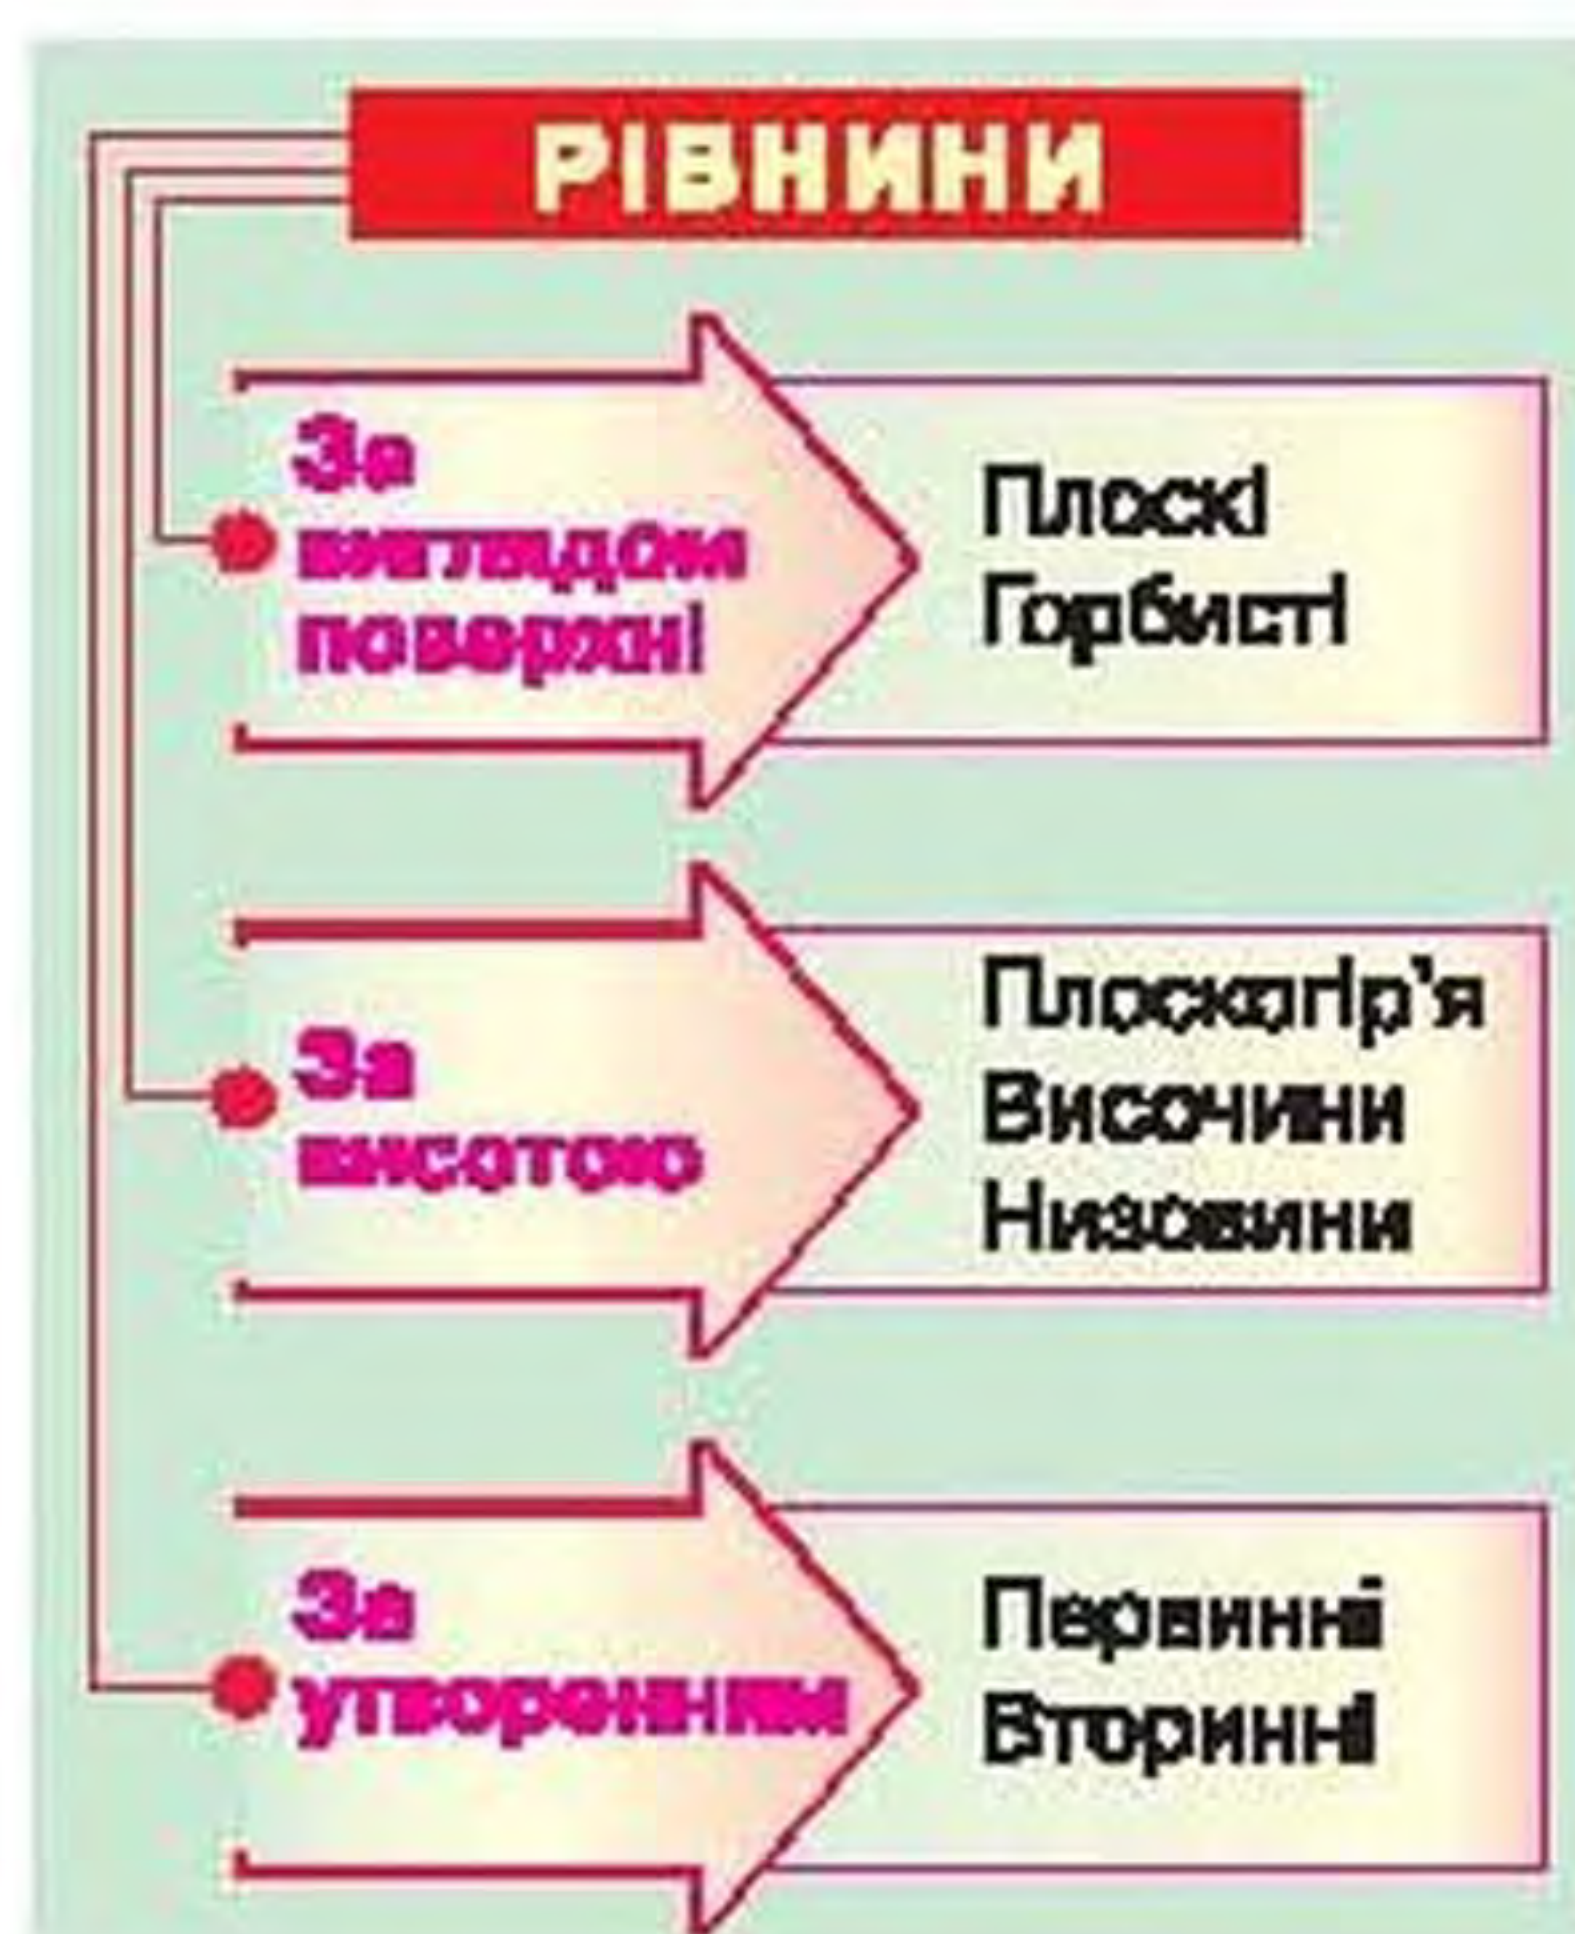 РІВНИНИ
За
виглядом
поверхні
Плоскі
Горбисті
За
висотою
Плоскогір’я
Височини
Низовини
За
утворенням
Первинні
Вторинні